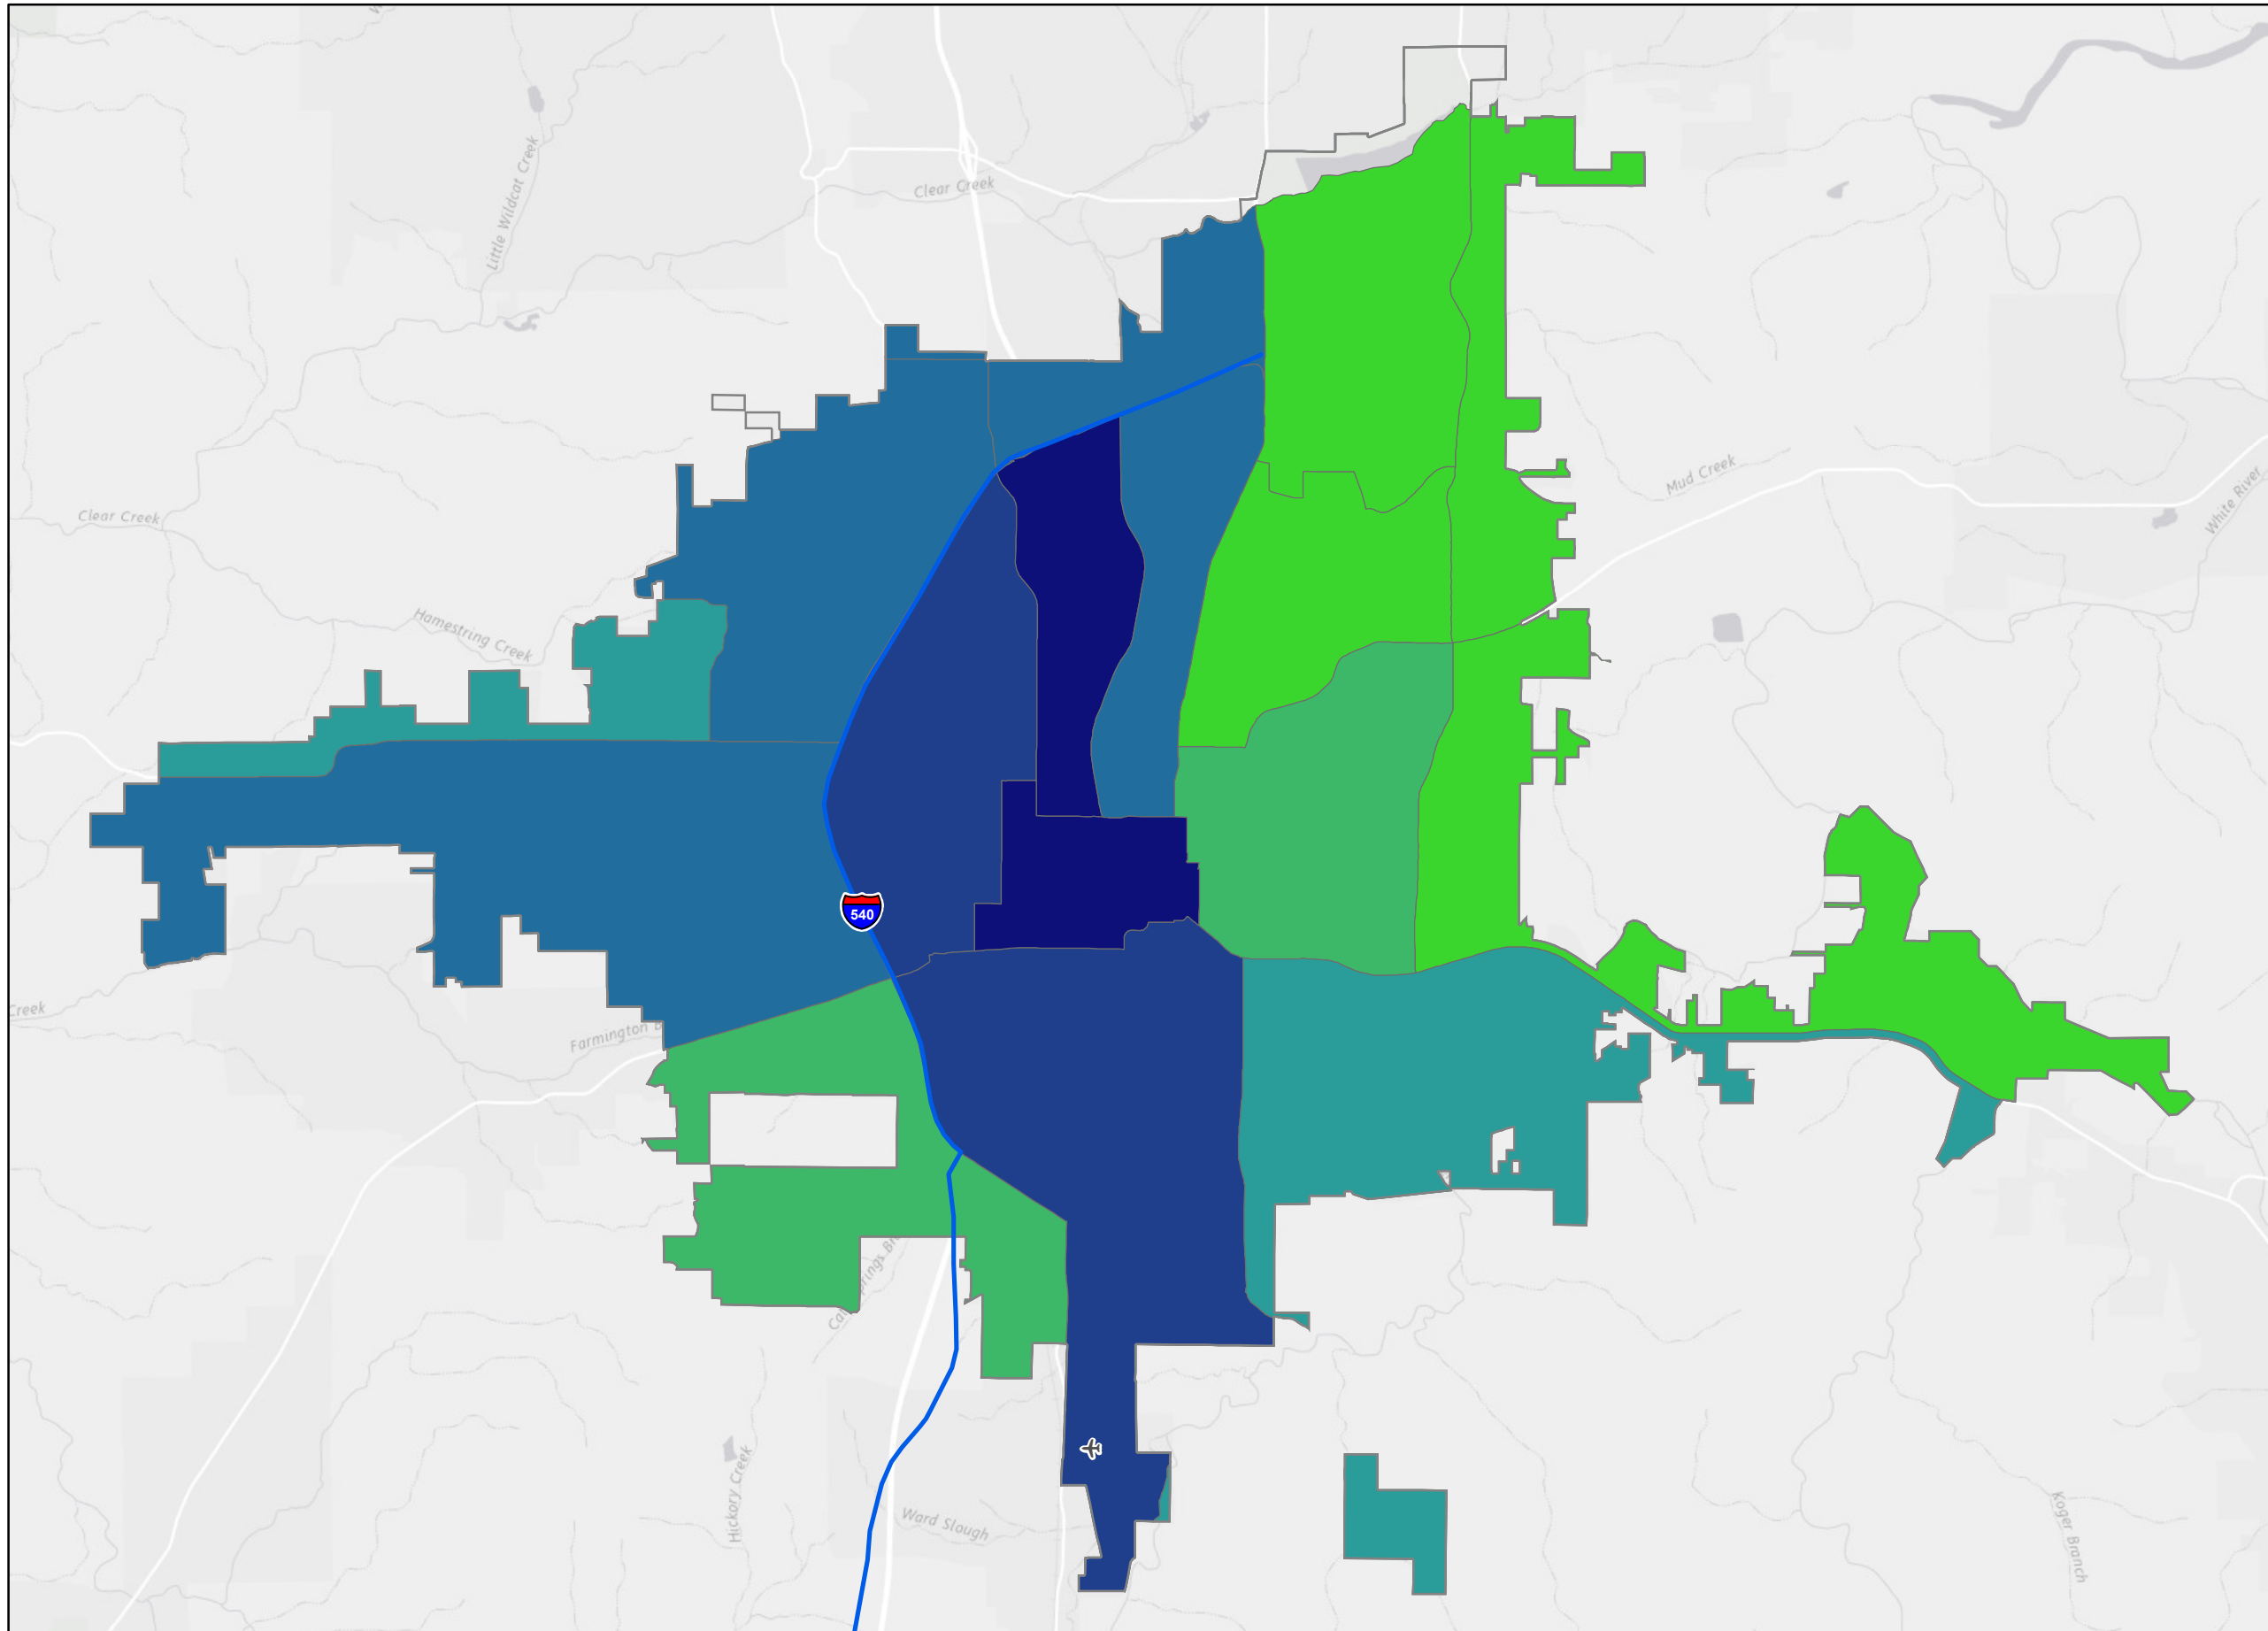 Little Wildcat Creek
Clear Creek
Clear Creek
Mud Creek
White River
Hamestring Creek
540
Creek
Farmington B
Hickory Creek
Ward Slough
Koger Branch